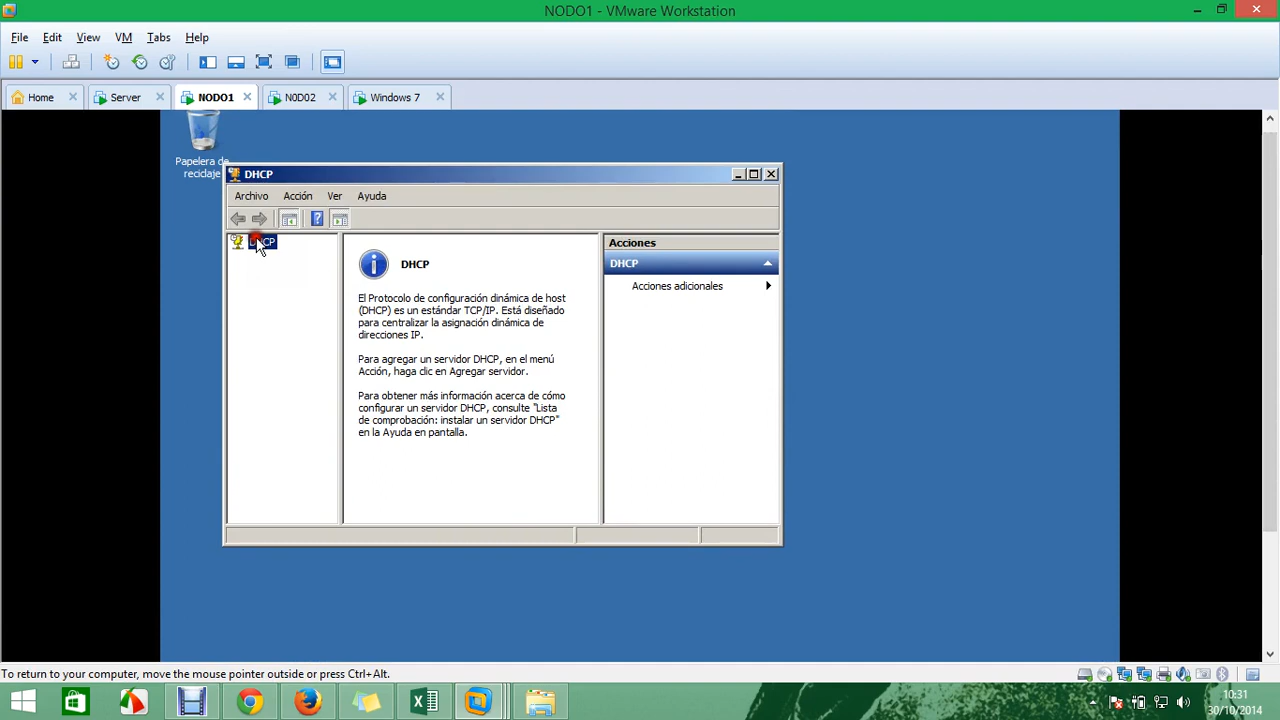 NODO1 - VMware Workstation
File Edit View VM Tabs Help
Home Server NODO1 N0D02 Windows 7
Papelera de
reciclaje
DHCP
Archivo Acción Ver Ayuda
DHCP
DHCP
El Protocolo de configuración dinámica de host
(DHCP) es un estándar TCP/IP. Está diseñado
para centralizar la asignación dinámica de
direcciones IP.
Para agregar un servidor DHCP, en el menú
Acción, haga clic en Agregar servidor.
Para obtener más información acerca de cómo
configurar un servidor DHCP, consulte "Lista
de comprobación: instalar un servidor DHCP"
en la Ayuda en pantalla.
Acciones
DHCP
Acciones adicionales
To return to your computer, move the mouse pointer outside or press Ctrl+Alt.
10:31
30/10/2014